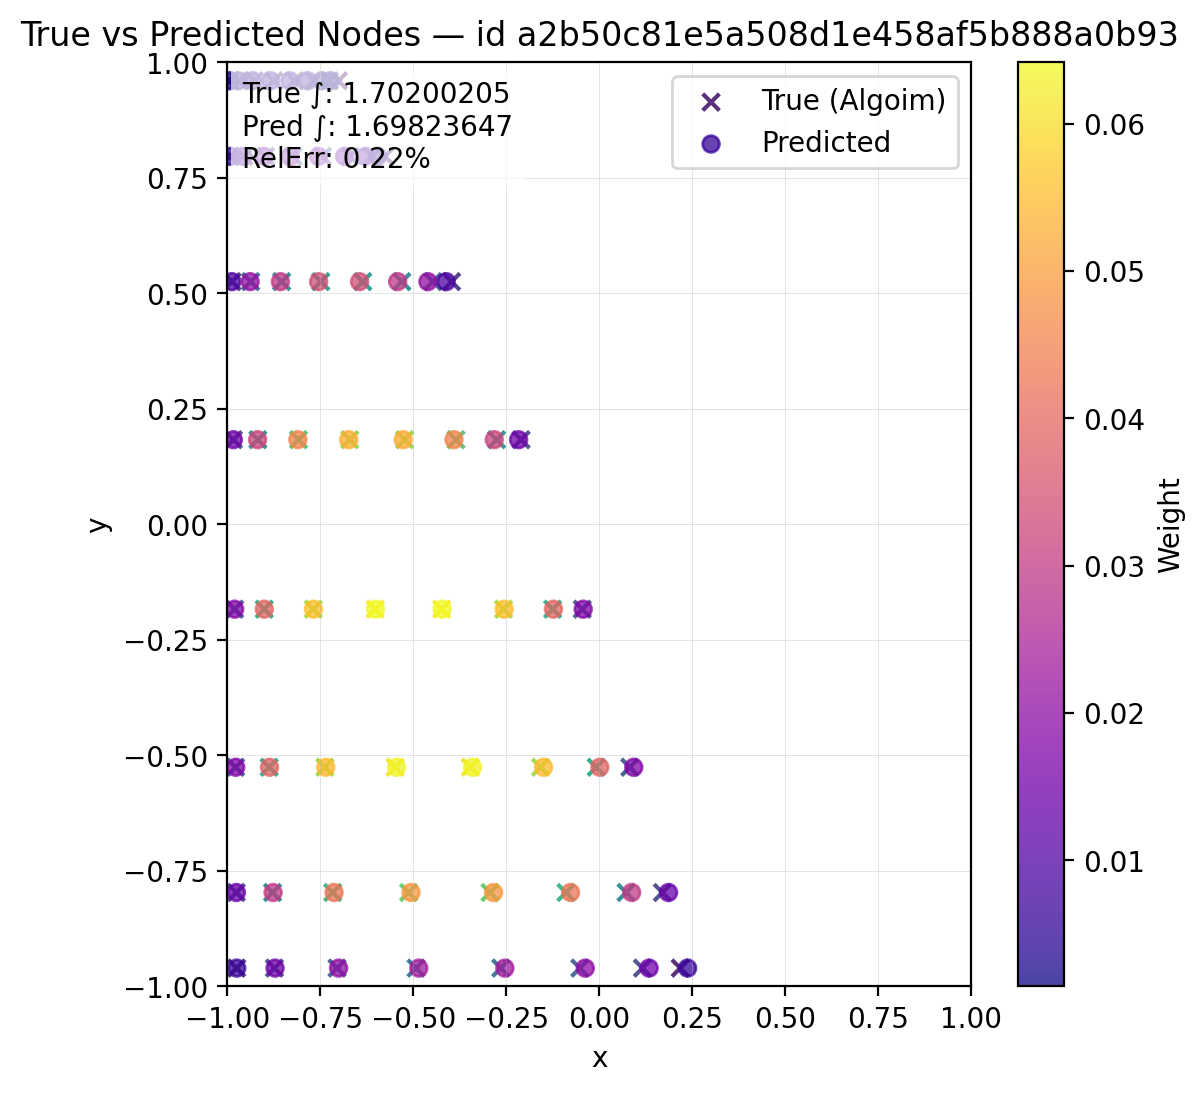 True vs Predicted Nodes — id a2b50c81e5a508d1e458af5b888a0b93
True ∫: 1.70200205
Pred ∫: 1.69823647
RelErr: 0.22%
True (Algoim)
Predicted
1.00
0.75
0.50
0.25
0.00
−0.25
−0.50
−0.75
−1.00
y
−1.00 −0.75 −0.50 −0.25 0.00 0.25 0.50 0.75 1.00
x
0.06
0.05
0.04
0.03
0.02
0.01
Weight